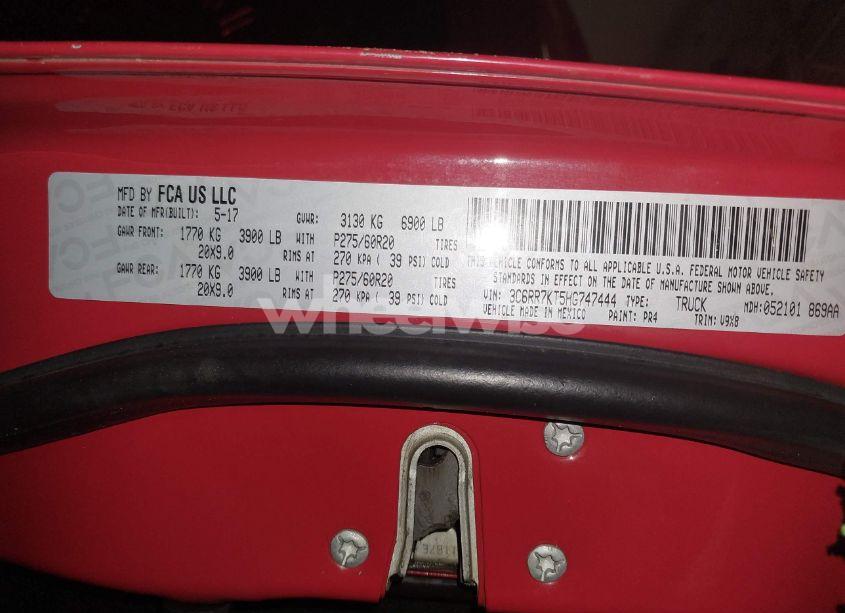 MFD BY FCA US LLC
DATE OF MFR(BUILT): 5-17 GVWR: 3130 KG 6900 LB
GAWR FRONT: 1770 KG 3900 LB WITH P275/60R20 TIRES
20X9.0 RIMS AT 270 KPA ( 39 PSI) COLD
GAWR REAR: 1770 KG 3900 LB WITH P275/60R20 TIRES
20X9.0 RIMS AT 270 KPA ( 39 PSI) COLD
THIS VEHICLE CONFORMS TO ALL APPLICABLE U.S.A. FEDERAL MOTOR VEHICLE SAFETY
STANDARDS IN EFFECT ON THE DATE OF MANUFACTURE SHOWN ABOVE.
VIN: 3C6RR7KT5HG747444 TYPE: TRUCK MDH:052101 869AA
VEHICLE MADE IN MEXICO PAINT: PR4 TRIM: V9X8
wheelwise